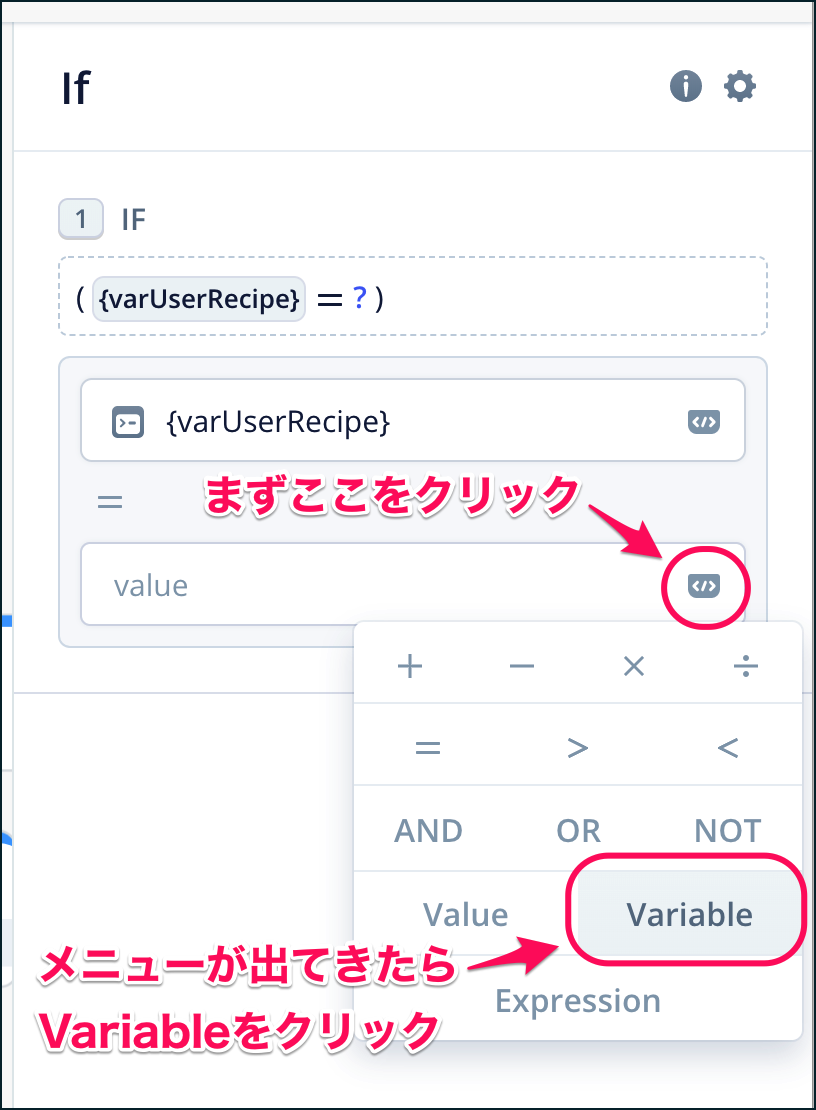 If
1 IF
( {varUserRecipe} = ? )
{varUserRecipe}
まずここをクリック
=
value
+ − × ÷
= > <
AND OR NOT
Value Variable
メニューが出てきたら
Expression
Variableをクリック